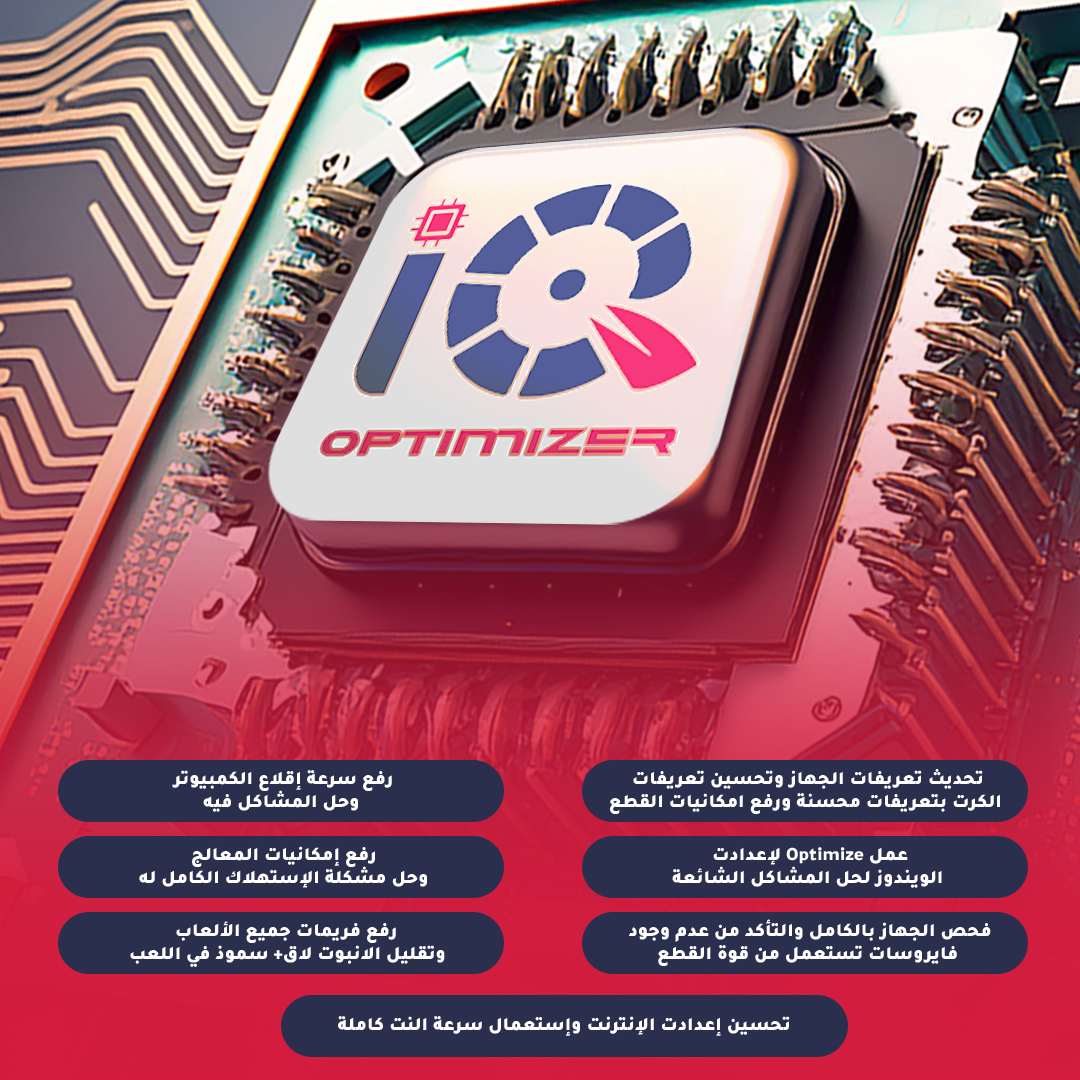 iQ
OPTIMIZER
تحديث تعريفات الجهاز وتحسين تعريفات
الكرت بتعريفات محسنة ورفع امكانيات القطع
رفع سرعة إقلاع الكمبيوتر
وحل المشاكل فيه
عمل Optimize لإعدادت
الويندوز لحل المشاكل الشائعة
رفع إمكانيات المعالج
وحل مشكلة الإستهلاك الكامل له
فحص الجهاز بالكامل والتأكد من عدم وجود
فايروسات تستعمل من قوة القطع
رفع فريمات جميع الألعاب
وتقليل الانبوت لاق+ سموذ في اللعب
تحسين إعدادت الإنترنت وإستعمال سرعة النت كاملة